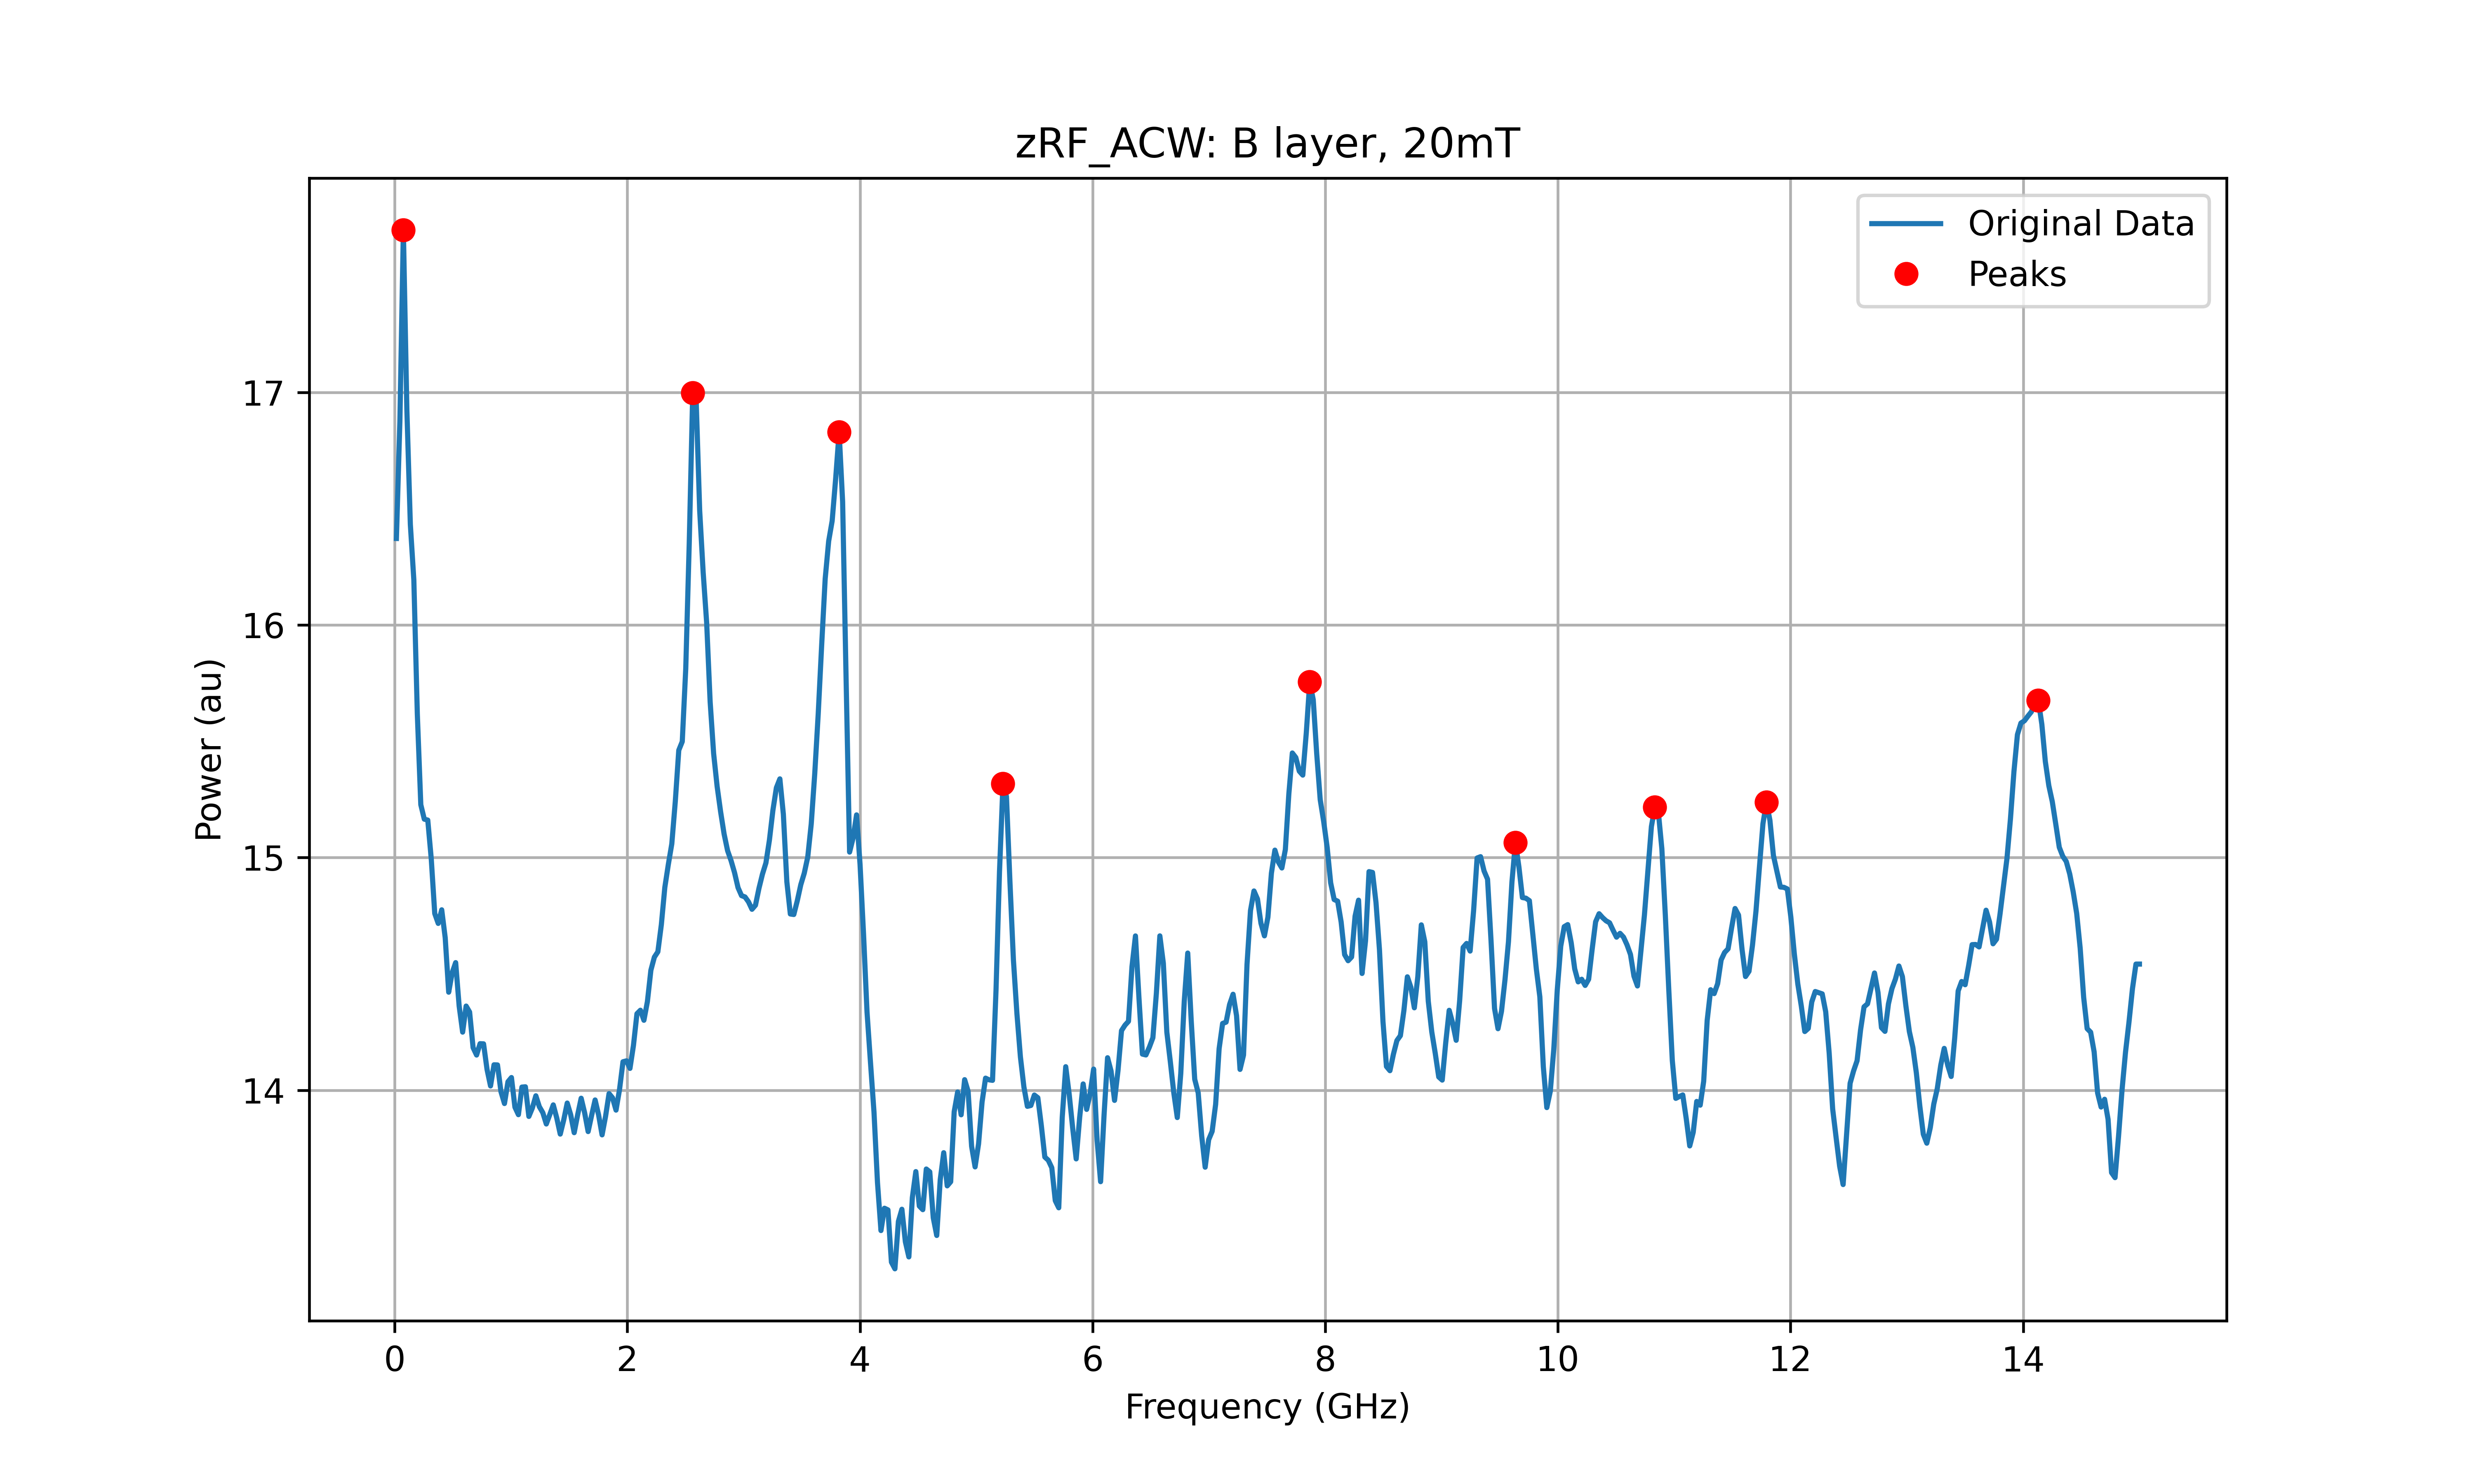 zRF_ACW: B layer, 20mT
Original Data
Peaks
17
16
15
14
Power (au)
0 2 4 6 8 10 12 14
Frequency (GHz)